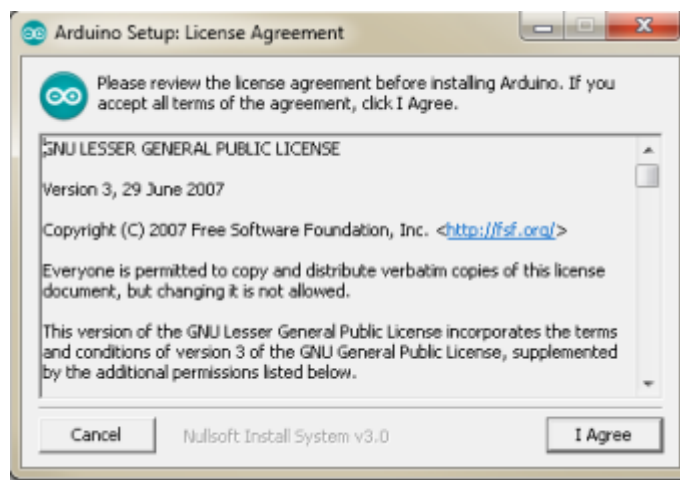 Arduino Setup: License Agreement
Please review the license agreement before installing Arduino. If you
accept all terms of the agreement, click I Agree.
GNU LESSER GENERAL PUBLIC LICENSE
Version 3, 29 June 2007
Copyright (C) 2007 Free Software Foundation, Inc. <http://fsf.org/>
Everyone is permitted to copy and distribute verbatim copies of this license
document, but changing it is not allowed.
This version of the GNU Lesser General Public License incorporates the terms
and conditions of version 3 of the GNU General Public License, supplemented
by the additional permissions listed below.
Cancel
Nullsoft Install System v3.0
I Agree